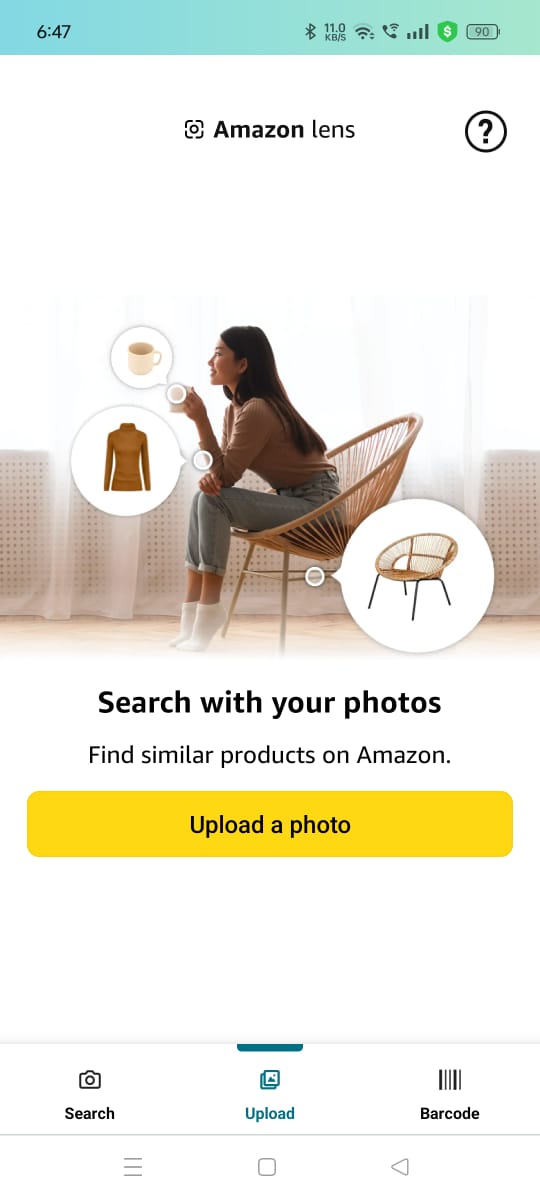 6:47
11.0
KB/S
$
90
Amazon lens
?
Search with your photos
Find similar products on Amazon.
Upload a photo
Search
Upload
Barcode